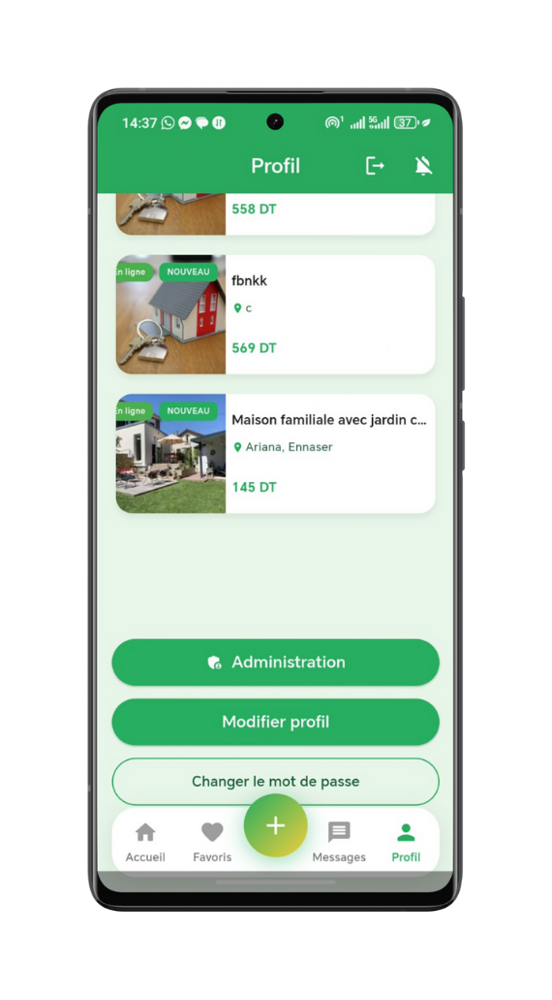 14:37
5G
37
Profil
558 DT
En ligne
NOUVEAU
fbnkk
c
569 DT
En ligne
NOUVEAU
Maison familiale avec jardin c...
Ariana, Ennaser
145 DT
Administration
Modifier profil
Changer le mot de passe
+
Accueil
Favoris
Messages
Profil